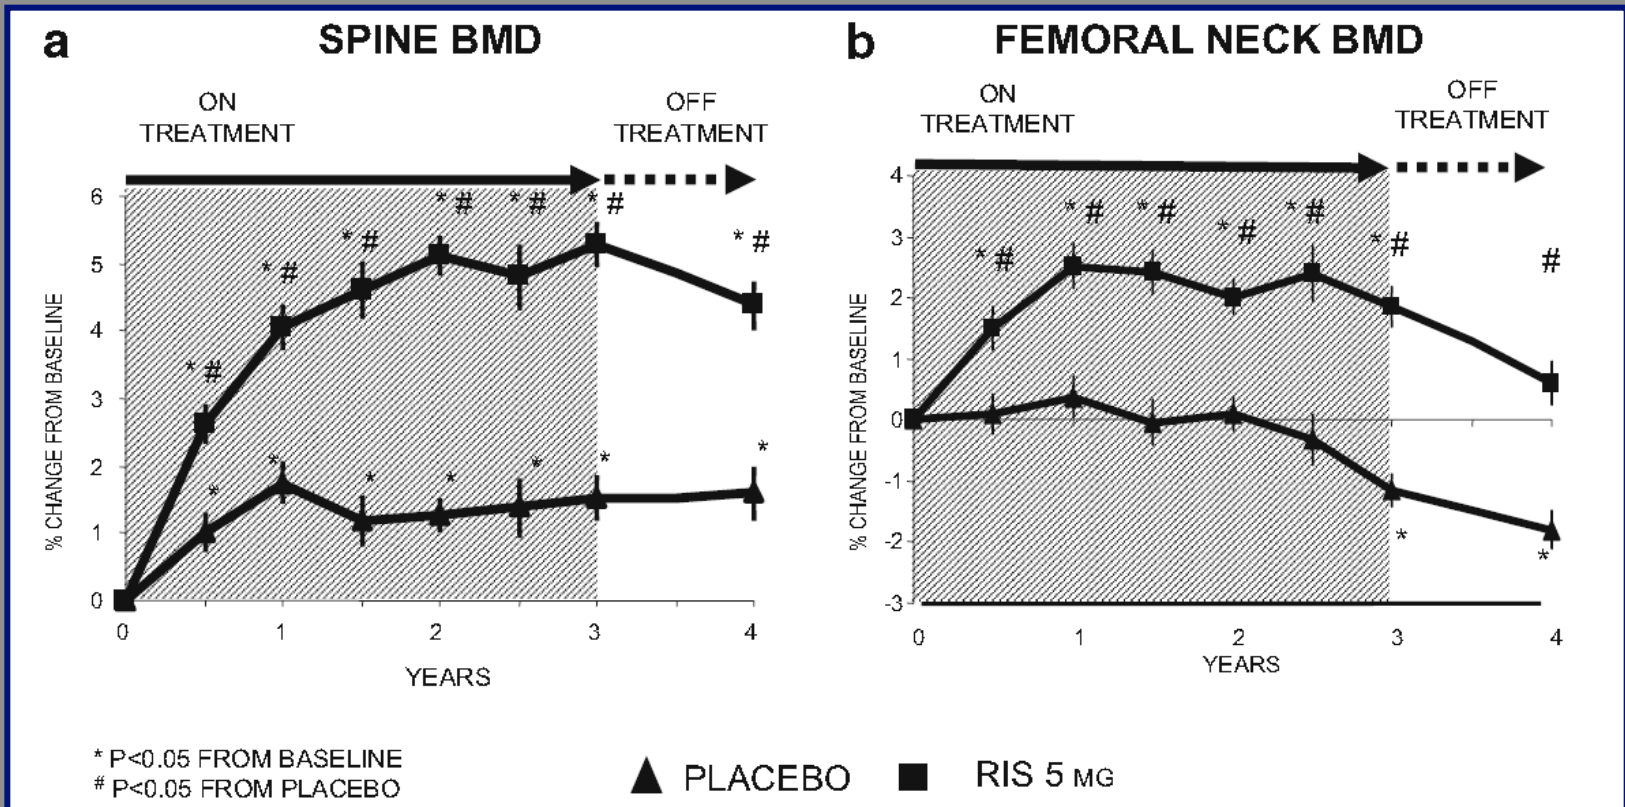 a
SPINE BMD
ON
TREATMENT
OFF
TREATMENT
6
5
4
3
2
1
0
% CHANGE FROM BASELINE
* #
* #
* #
* #
* #
* #
* #
*
*
*
*
*
*
*
0
1
2
3
4
YEARS
b
FEMORAL NECK BMD
ON
TREATMENT
OFF
TREATMENT
4
3
2
1
0
-1
-2
-3
% CHANGE FROM BASELINE
* #
* #
* #
* #
* #
* #
#
*
*
0
1
2
3
4
YEARS
* P<0.05 FROM BASELINE
# P<0.05 FROM PLACEBO
PLACEBO
RIS 5 MG